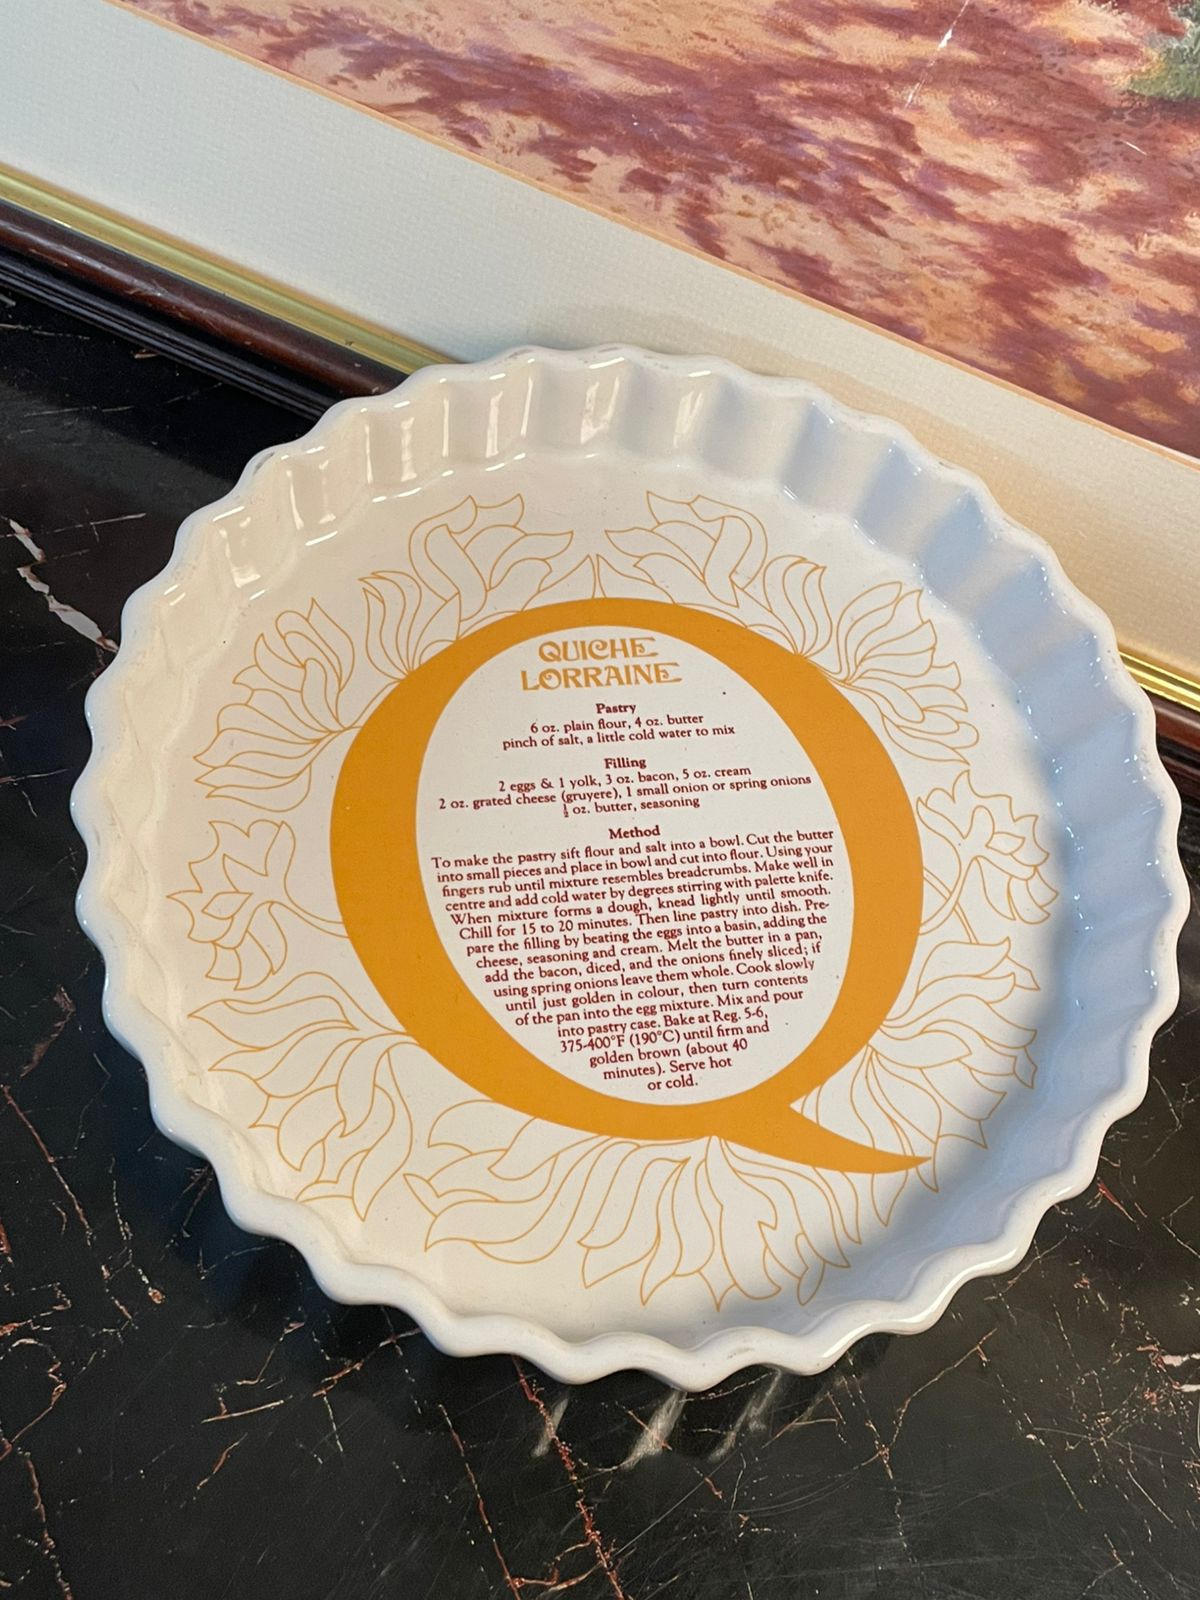 QUICHE
LORRAINE
Pastry
6 oz. plain flour, 4 oz. butter
pinch of salt, a little cold water to mix
Filling
2 eggs & 1 yolk, 3 oz. bacon, 5 oz. cream
2 oz. grated cheese (gruyere), 1 small onion or spring onions
½ oz. butter, seasoning
Method
To make the pastry sift flour and salt into a bowl. Cut the butter
into small pieces and place in bowl and cut into flour. Using your
fingers rub until mixture resembles breadcrumbs. Make well in
centre and add cold water by degrees stirring with palette knife.
When mixture forms a dough, knead lightly until smooth.
Chill for 15 to 20 minutes. Then line pastry into dish. Pre-
pare the filling by beating the eggs into a basin, adding the
cheese, seasoning and cream. Melt the butter in a pan,
add the bacon, diced, and the onions finely sliced; if
using spring onions leave them whole. Cook slowly
until just golden in colour, then turn contents
of the pan into the egg mixture. Mix and pour
into pastry case. Bake at Reg. 5-6,
375-400°F (190°C) until firm and
golden brown (about 40
minutes). Serve hot
or cold.